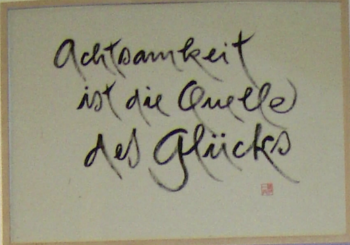 Achtsamkeit
ist die Quelle
des Glücks